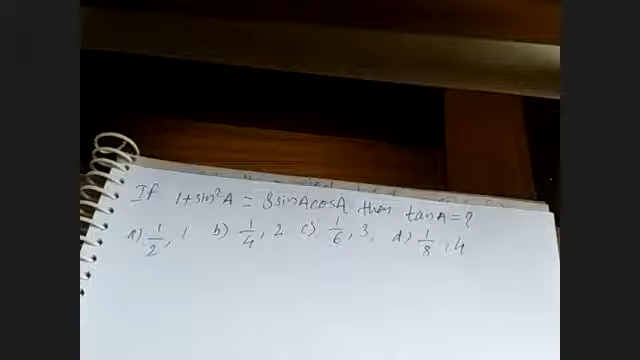 If 1+sin²A = 3sinAcosA then tanA = ?
a) 1/2, 1 b) 1/4, 2 c) 1/6, 3 d) 1/8, 4